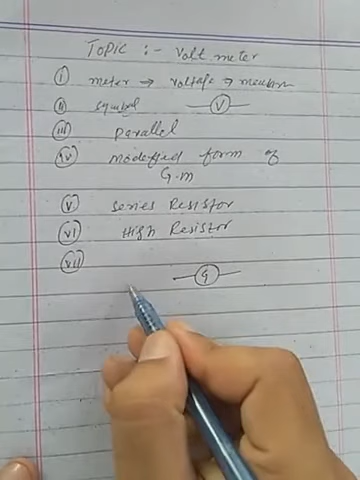 TOPIC :- Volt meter
(i) meter → voltage → measure
(ii) symbol V
(iii) Parallel
(iv) modefied form of
G.m
(v) series Resistor
(vi) High Resistor
(vii)
G